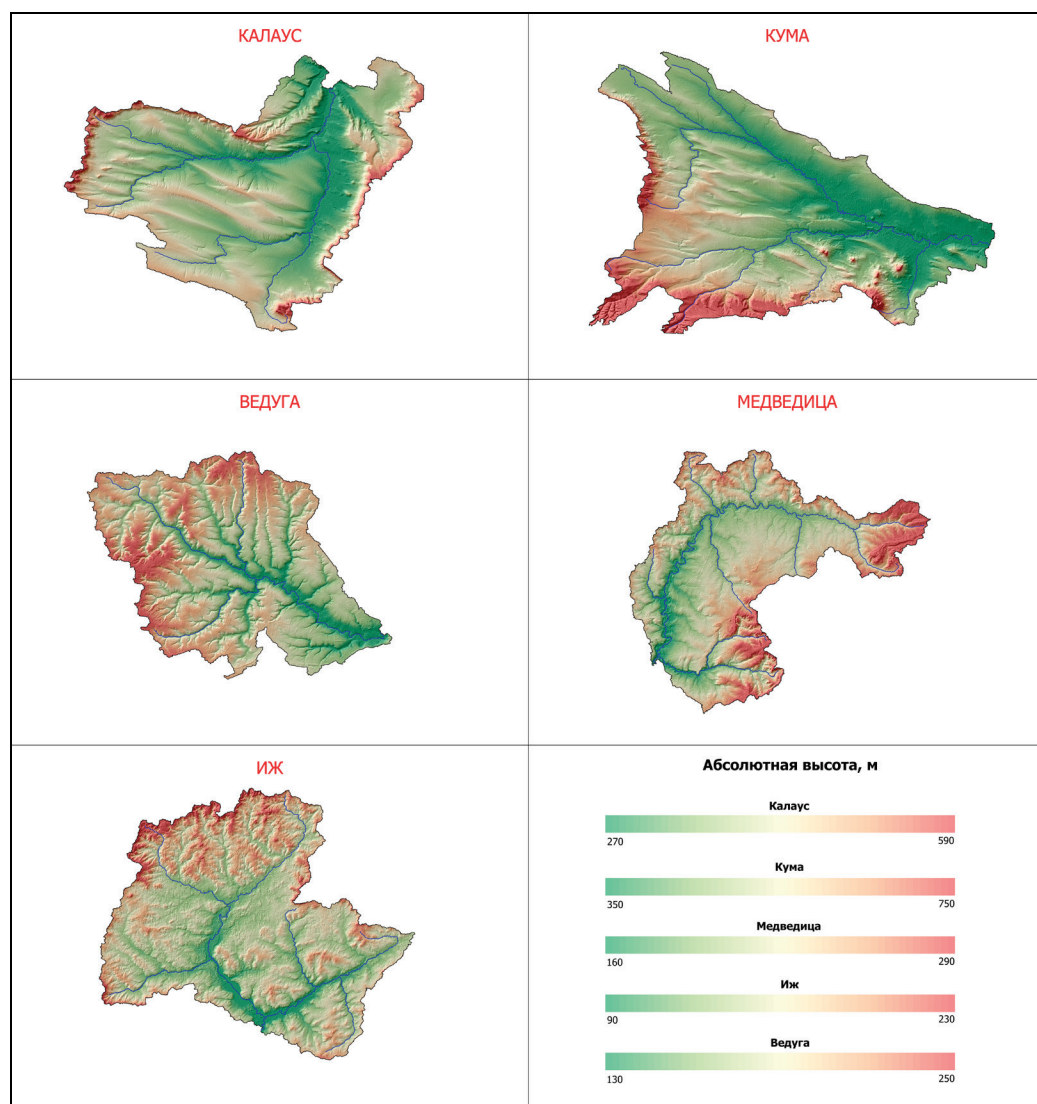 КАЛАУС
КУМА
ВЕДУГА
МЕДВЕДИЦА
ИЖ
Абсолютная высота, м
Калаус
270 590
Кума
350 750
Медведица
160 290
Иж
90 230
Ведуга
130 250